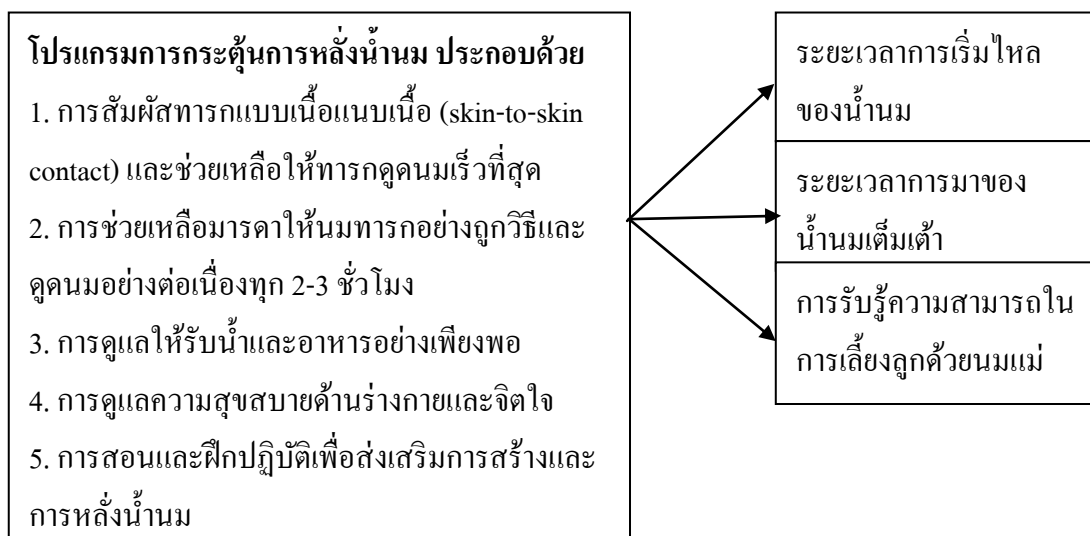 โปรแกรมการกระตุ้นการหลั่งน้ำนม ประกอบด้วย
1. การสัมผัสทารกแบบเนื้อแนบเนื้อ (skin-to-skin
contact) และช่วยเหลือให้ทารกดูดนมเร็วที่สุด
2. การช่วยเหลือมารดาให้นมทารกอย่างถูกวิธีและ
ดูดนมอย่างต่อเนื่องทุก 2-3 ชั่วโมง
3. การดูแลให้รับน้ำและอาหารอย่างเพียงพอ
4. การดูแลความสุขสบายด้านร่างกายและจิตใจ
5. การสอนและฝึกปฏิบัติเพื่อส่งเสริมการสร้างและ
การหลั่งน้ำนม
ระยะเวลาการเริ่มไหล
ของน้ำนม
ระยะเวลาการมาของ
น้ำนมเต็มเต้า
การรับรู้ความสามารถใน
การเลี้ยงลูกด้วยนมแม่